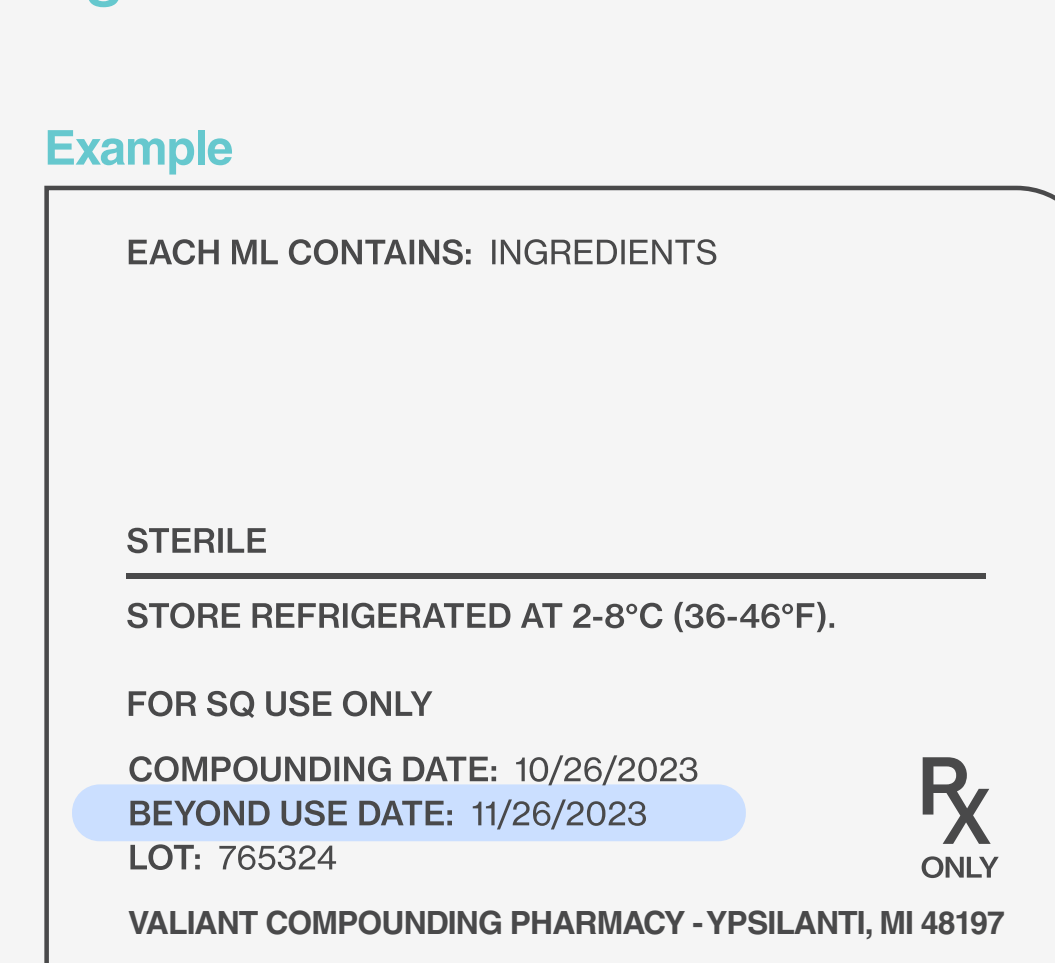 Example
EACH ML CONTAINS: INGREDIENTS
STERILE
STORE REFRIGERATED AT 2-8°C (36-46°F).
FOR SQ USE ONLY
COMPOUNDING DATE: 10/26/2023
BEYOND USE DATE: 11/26/2023
LOT: 765324
Rx
ONLY
VALIANT COMPOUNDING PHARMACY - YPSILANTI, MI 48197